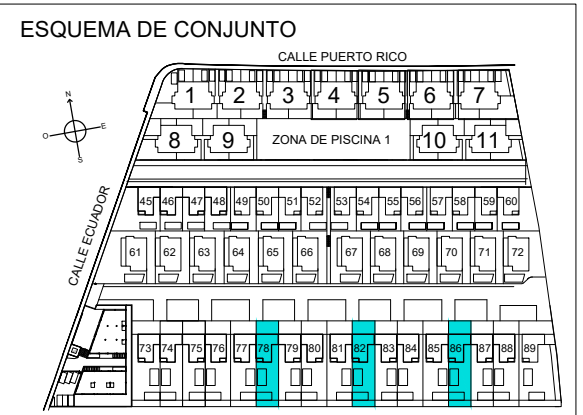 ESQUEMA DE CONJUNTO
CALLE PUERTO RICO
1 2 3 4 5 6 7
N
O E
S
8 9 ZONA DE PISCINA 1 10 11
CALLE ECUADOR
45 46 47 48 49 50 51 52 53 54 55 56 57 58 59 60
61 62 63 64 65 66 67 68 69 70 71 72
73 74 75 76 77 78 79 80 81 82 83 84 85 86 87 88 89